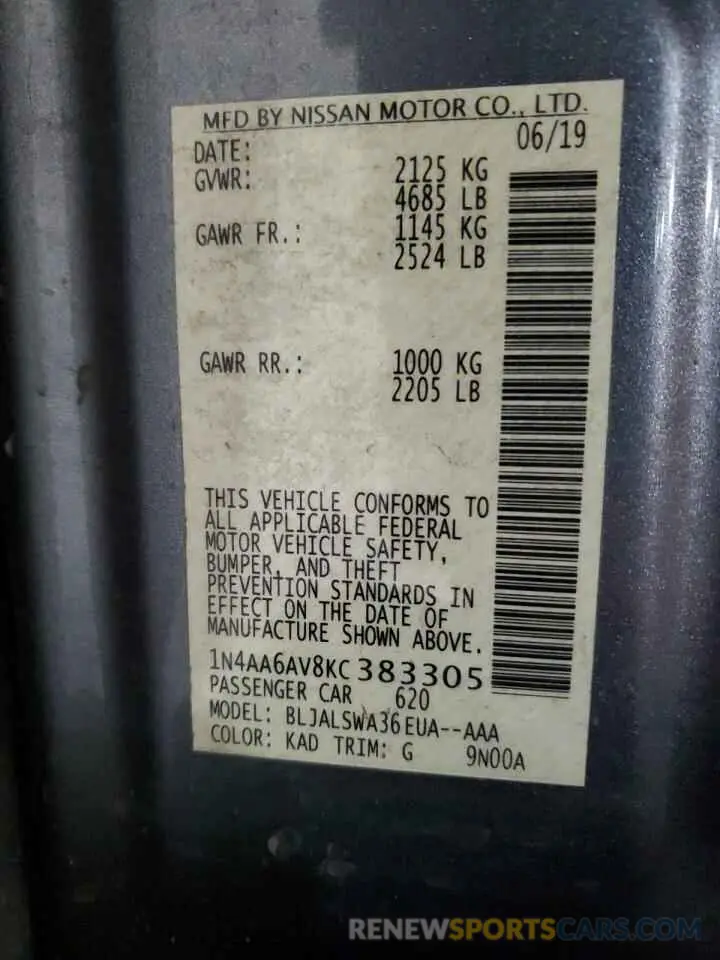 MFD BY NISSAN MOTOR CO., LTD.
DATE: 06/19
GVWR: 2125 KG
4685 LB
GAWR FR.: 1145 KG
2524 LB
GAWR RR.: 1000 KG
2205 LB
THIS VEHICLE CONFORMS TO
ALL APPLICABLE FEDERAL
MOTOR VEHICLE SAFETY,
BUMPER, AND THEFT
PREVENTION STANDARDS IN
EFFECT ON THE DATE OF
MANUFACTURE SHOWN ABOVE.
1N4AA6AV8KC383305
PASSENGER CAR 620
MODEL: BLJALSWA36EUA--AAA
COLOR: KAD TRIM: G 9N00A
RENEWSPORTSCARS.COM